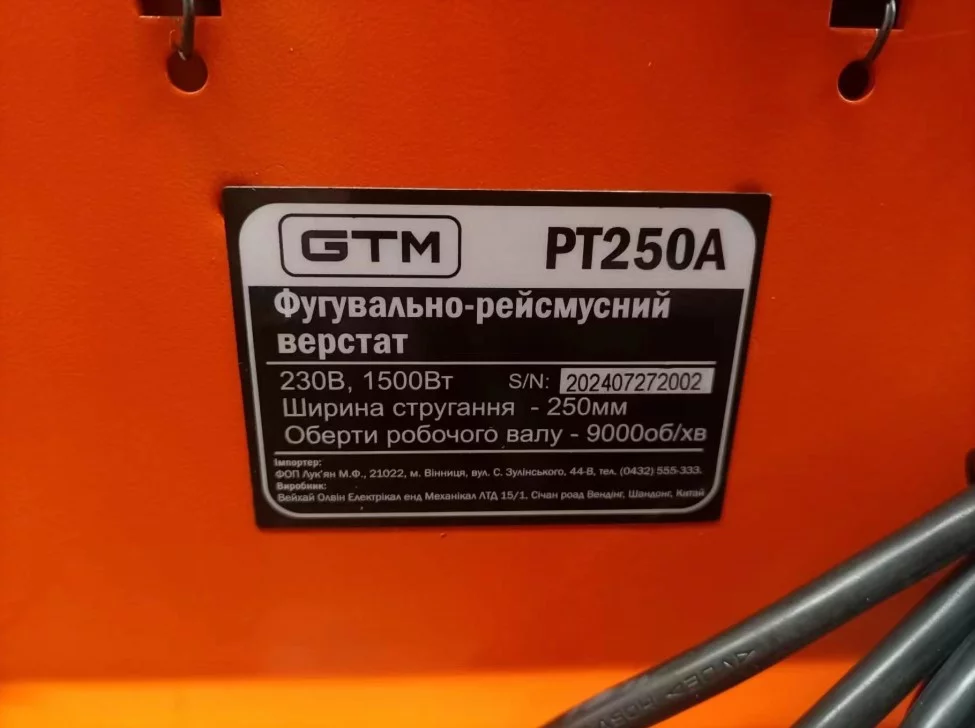 GTM PT250A
Фугувально-рейсмусний
верстат
230В, 1500Вт S/N: 202407272002
Ширина стругання - 250мм
Оберти робочого валу - 9000об/хв
Імпортер:
ФОП Лук'ян М.Ф., 21022, м. Вінниця, вул. С. Зулінського, 44-В, тел. (0432) 555-333.
Виробник:
Вейхай Олвін Електрікал енд Механікал ЛТД 15/1, Січан роад Вендінг, Шандонг, Китай